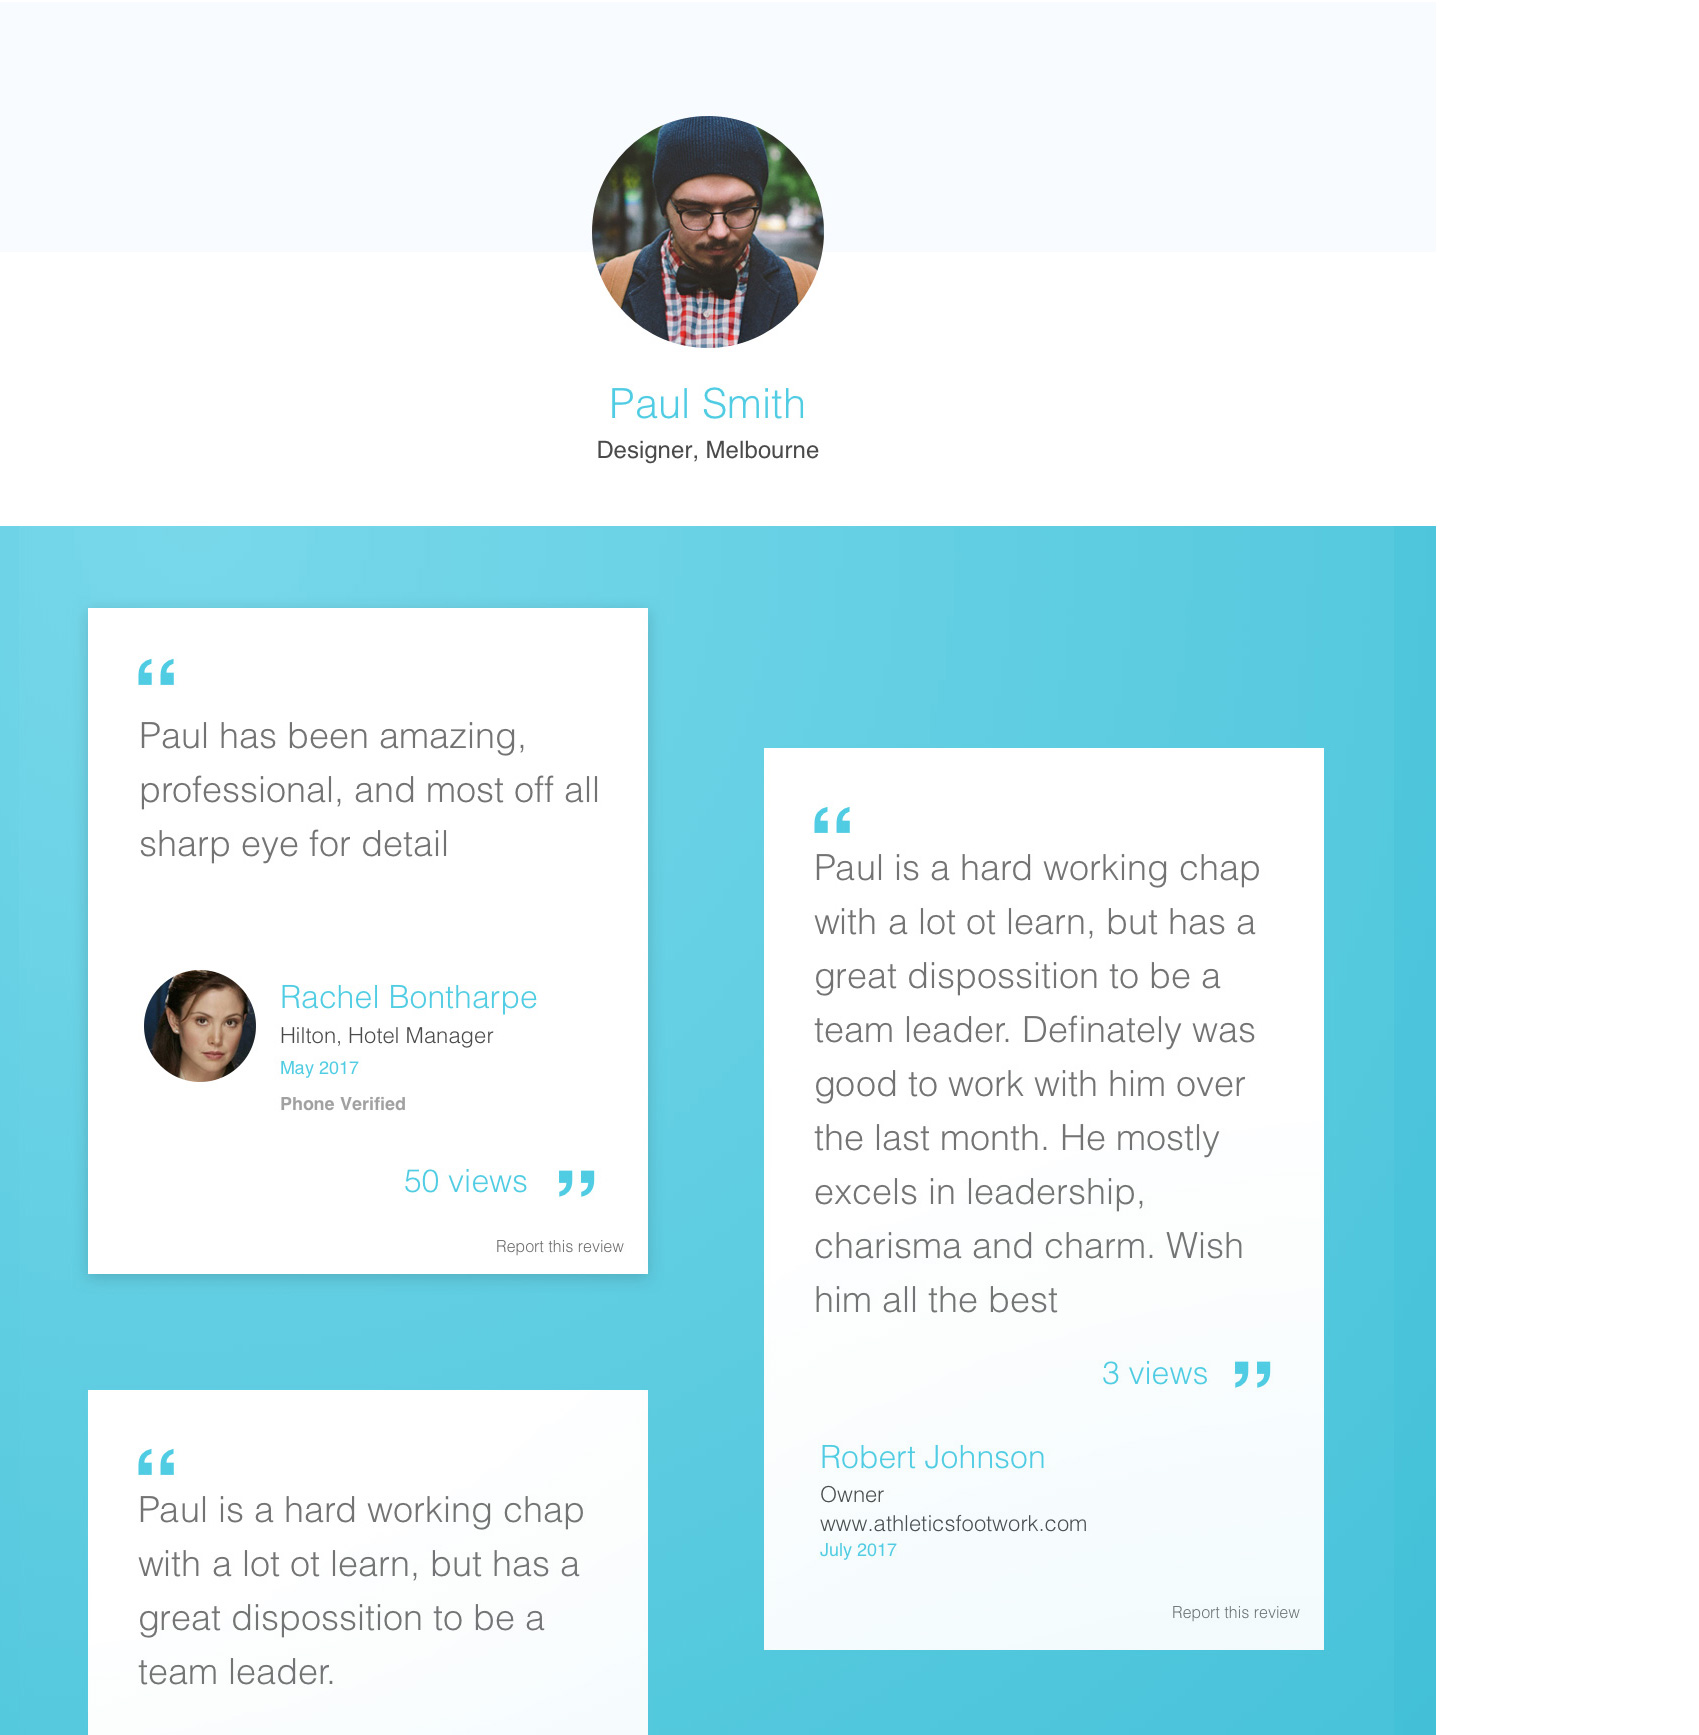 Paul Smith
Designer, Melbourne
“
Paul has been amazing,
professional, and most off all
sharp eye for detail
Rachel Bontharpe
Hilton, Hotel Manager
May 2017
Phone Verified
50 views ”
Report this review
“
Paul is a hard working chap
with a lot ot learn, but has a
great dispossition to be a
team leader. Definately was
good to work with him over
the last month. He mostly
excels in leadership,
charisma and charm. Wish
him all the best
3 views ”
Robert Johnson
Owner
www.athleticsfootwork.com
July 2017
Report this review
“
Paul is a hard working chap
with a lot ot learn, but has a
great dispossition to be a
team leader.